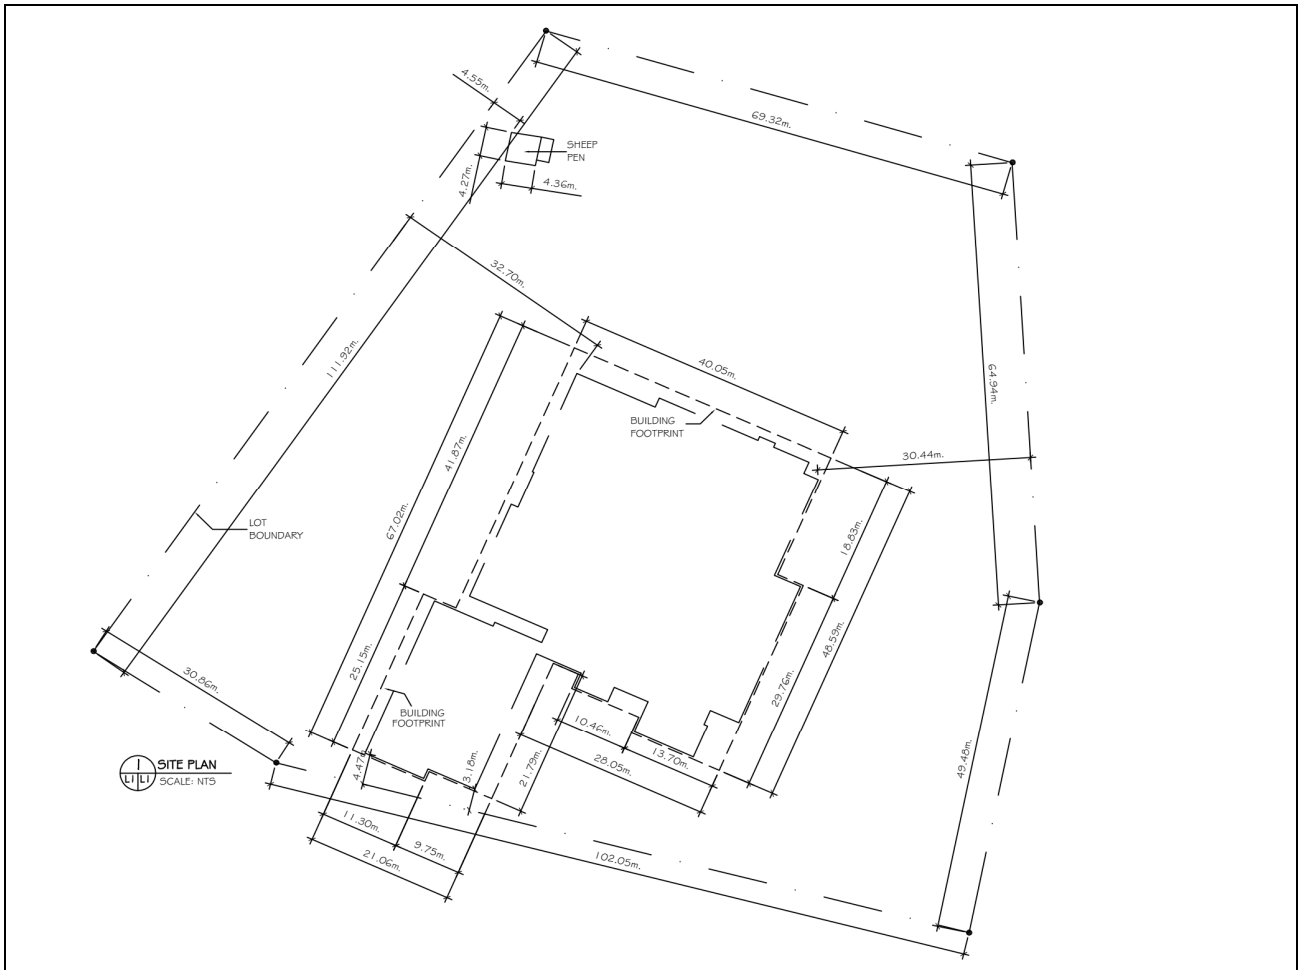 4.55m.
69.32m.
SHEEP
PEN
4.27m.
4.36m.
32.70m.
111.92m.
40.05m.
64.94m.
BUILDING
FOOTPRINT
30.44m.
41.87m.
67.02m.
LOT
BOUNDARY
18.83m.
48.59m.
25.15m.
30.86m.
29.76m.
BUILDING
FOOTPRINT
10.46m.
13.70m.
28.05m.
49.48m.
4.47m.
3.18m.
21.79m.
1
L1 L1
SITE PLAN
SCALE: NTS
11.30m.
9.75m.
21.06m.
102.05m.